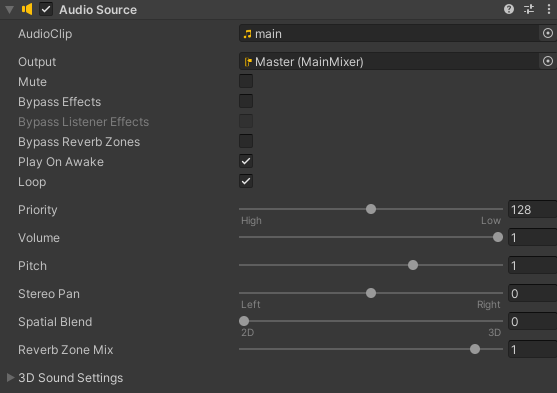 Audio Source
AudioClip main
Output Master (MainMixer)
Mute
Bypass Effects
Bypass Listener Effects
Bypass Reverb Zones
Play On Awake
Loop
Priority 128
High Low
Volume 1
Pitch 1
Stereo Pan 0
Left Right
Spatial Blend 0
2D 3D
Reverb Zone Mix 1
3D Sound Settings